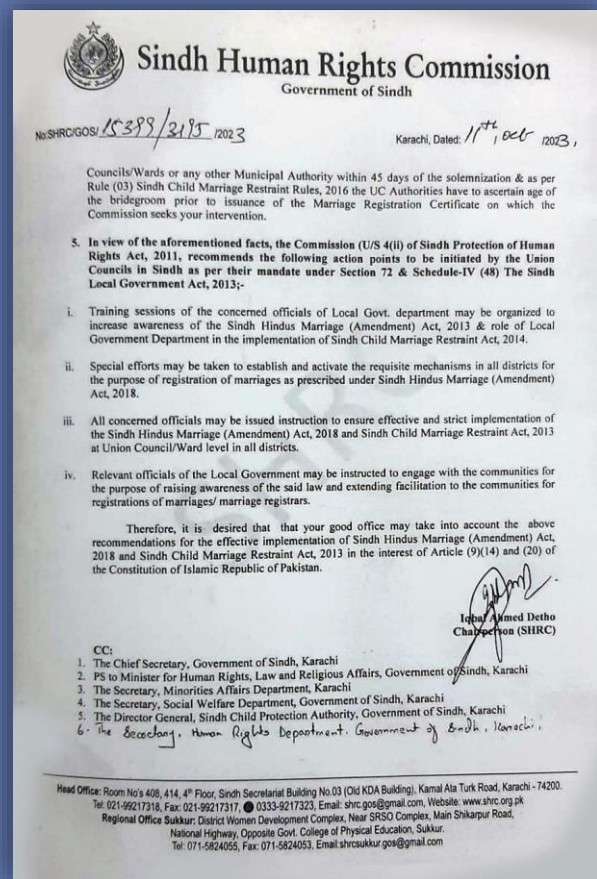 Sindh Human Rights Commission
Government of Sindh
No.SHRC/GOS/ 15399/3195 /2023
Karachi, Dated: 11th, Oct /2023,
Councils/Wards or any other Municipal Authority within 45 days of the solemnization & as per
Rule (03) Sindh Child Marriage Restraint Rules, 2016 the UC Authorities have to ascertain age of
the bridegroom prior to issuance of the Marriage Registration Certificate on which the
Commission seeks your intervention.
5. In view of the aforementioned facts, the Commission (U/S 4(ii) of Sindh Protection of Human
Rights Act, 2011, recommends the following action points to be initiated by the Union
Councils in Sindh as per their mandate under Section 72 & Schedule-IV (48) The Sindh
Local Government Act, 2013;-
i. Training sessions of the concerned officials of Local Govt. department may be organized to
increase awareness of the Sindh Hindus Marriage (Amendment) Act, 2013 & role of Local
Government Department in the implementation of Sindh Child Marriage Restraint Act, 2014.
ii. Special efforts may be taken to establish and activate the requisite mechanisms in all districts for
the purpose of registration of marriages as prescribed under Sindh Hindus Marriage (Amendment)
Act, 2018.
iii. All concerned officials may be issued instruction to ensure effective and strict implementation of
the Sindh Hindus Marriage (Amendment) Act, 2018 and Sindh Child Marriage Restraint Act, 2013
at Union Council/Ward level in all districts.
iv. Relevant officials of the Local Government may be instructed to engage with the communities for
the purpose of raising awareness of the said law and extending facilitation to the communities for
registrations of marriages/ marriage registrars.
Therefore, it is desired that that your good office may take into account the above
recommendations for the effective implementation of Sindh Hindus Marriage (Amendment) Act,
2018 and Sindh Child Marriage Restraint Act, 2013 in the interest of Article (9)(14) and (20) of
the Constitution of Islamic Republic of Pakistan.
Iqbal Ahmed Detho
Chairperson (SHRC)
CC:
1. The Chief Secretary, Government of Sindh, Karachi
2. PS to Minister for Human Rights, Law and Religious Affairs, Government of Sindh, Karachi
3. The Secretary, Minorities Affairs Department, Karachi
4. The Secretary, Social Welfare Department, Government of Sindh, Karachi
5. The Director General, Sindh Child Protection Authority, Government of Sindh, Karachi
6. The Secretary, Human Rights Department. Government of Sindh, Karachi.
Head Office: Room No's 408, 414, 4th Floor, Sindh Secretariat Building No.03 (Old KDA Building), Kamal Ata Turk Road, Karachi - 74200.
Tel: 021-99217318, Fax: 021-99217317, 0333-9217323, Email: shrc.gos@gmail.com, Website: www.shrc.org.pk
Regional Office Sukkur: District Women Development Complex, Near SRSO Complex, Main Shikarpur Road,
National Highway, Opposite Govt. College of Physical Education, Sukkur.
Tel: 071-5824055, Fax: 071-5824053, Email:shrcsukkur.gos@gmail.com